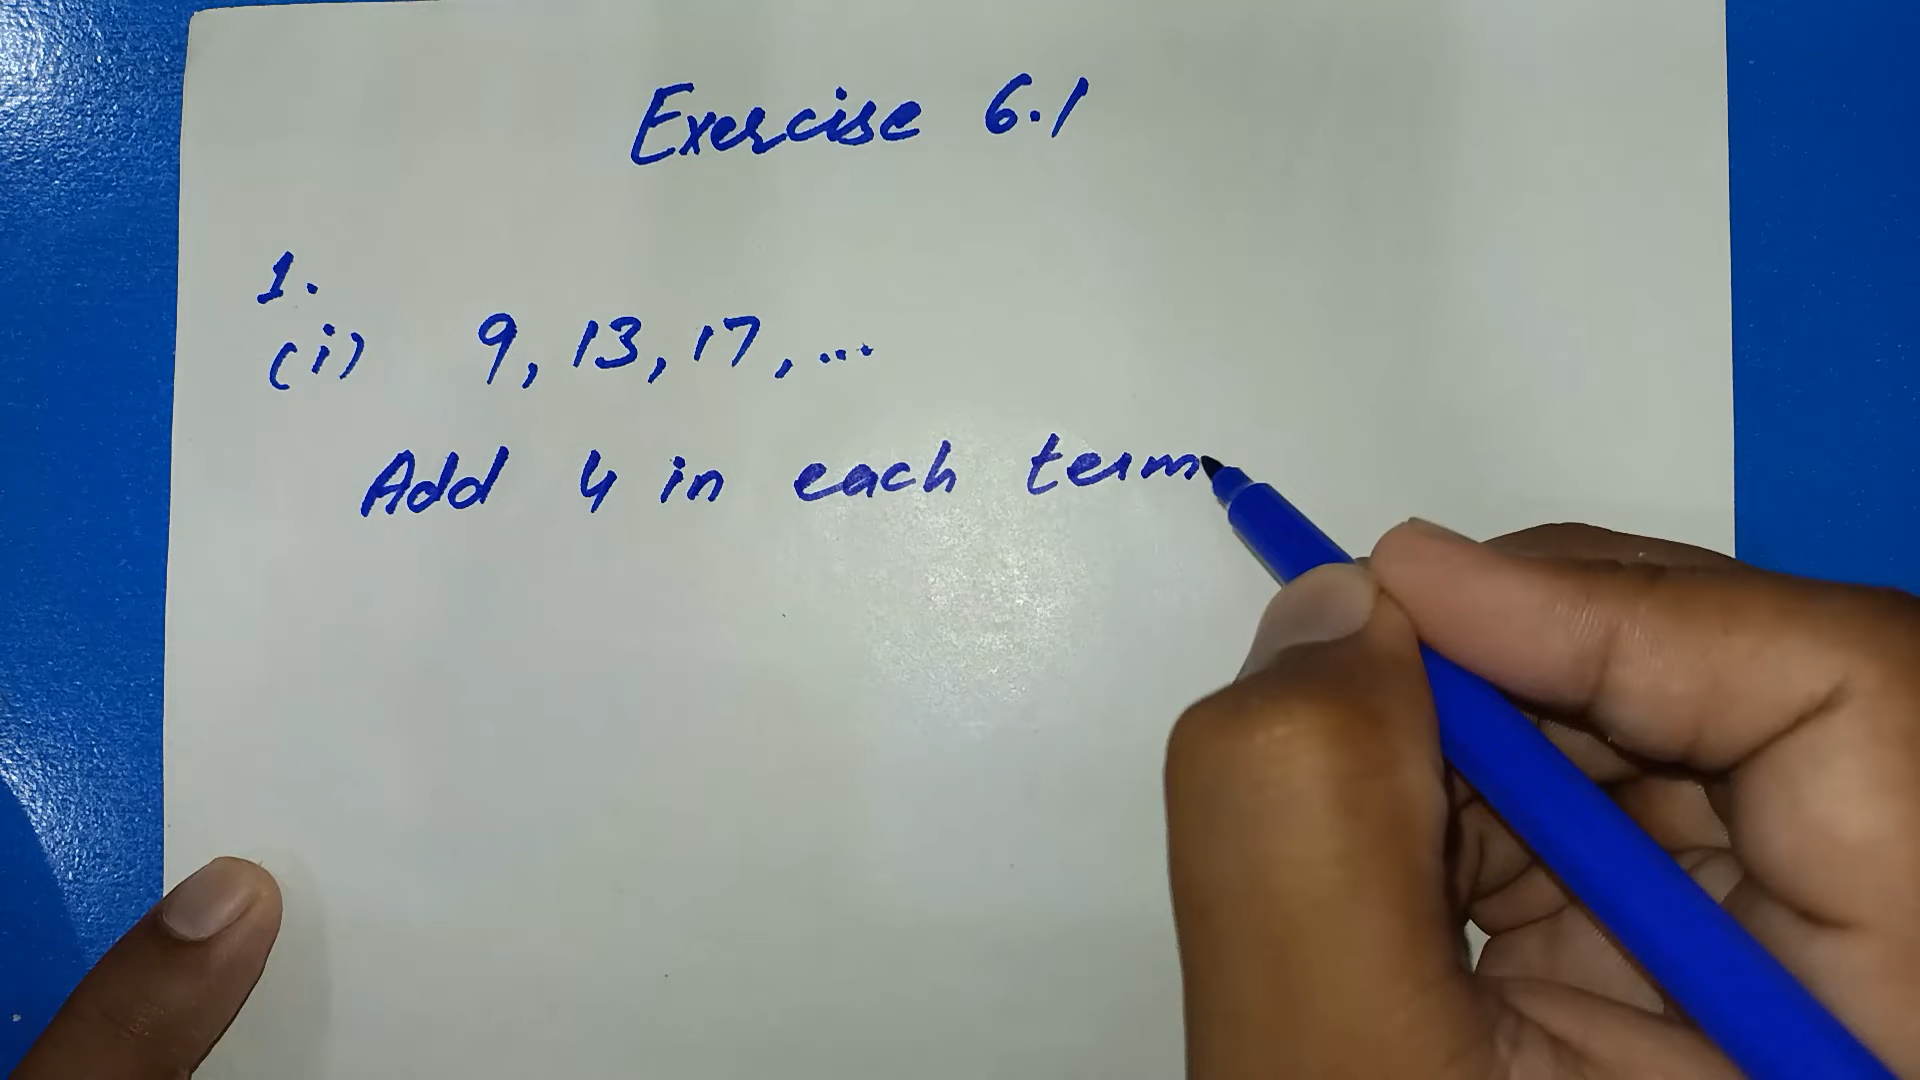 Exercise 6.1
1.
(i) 9, 13, 17, ...
Add 4 in each term